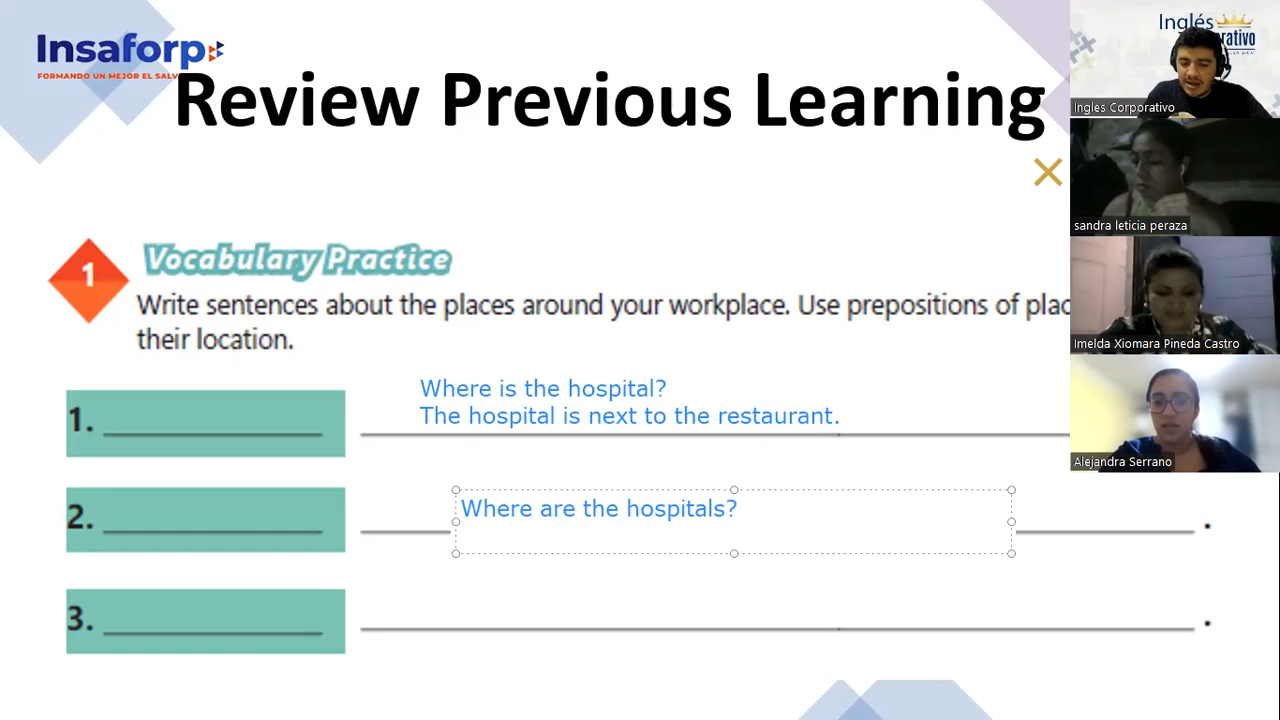 Insaforp
FORMANDO UN MEJOR EL SALV
Review Previous Learning
1
Vocabulary Practice
Write sentences about the places around your workplace. Use prepositions of plac
their location.
1.
Where is the hospital?
The hospital is next to the restaurant.
2.
Where are the hospitals?
.
3.
.
Inglés
rativo
Ingles Corporativo
sandra leticia peraza
Imelda Xiomara Pineda Castro
Alejandra Serrano